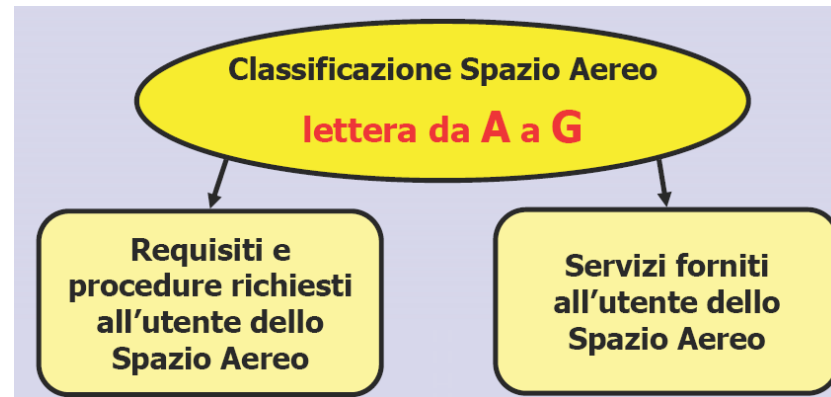 Classificazione Spazio Aereo
lettera da A a G
Requisiti e
procedure richiesti
all’utente dello
Spazio Aereo
Servizi forniti
all’utente dello
Spazio Aereo